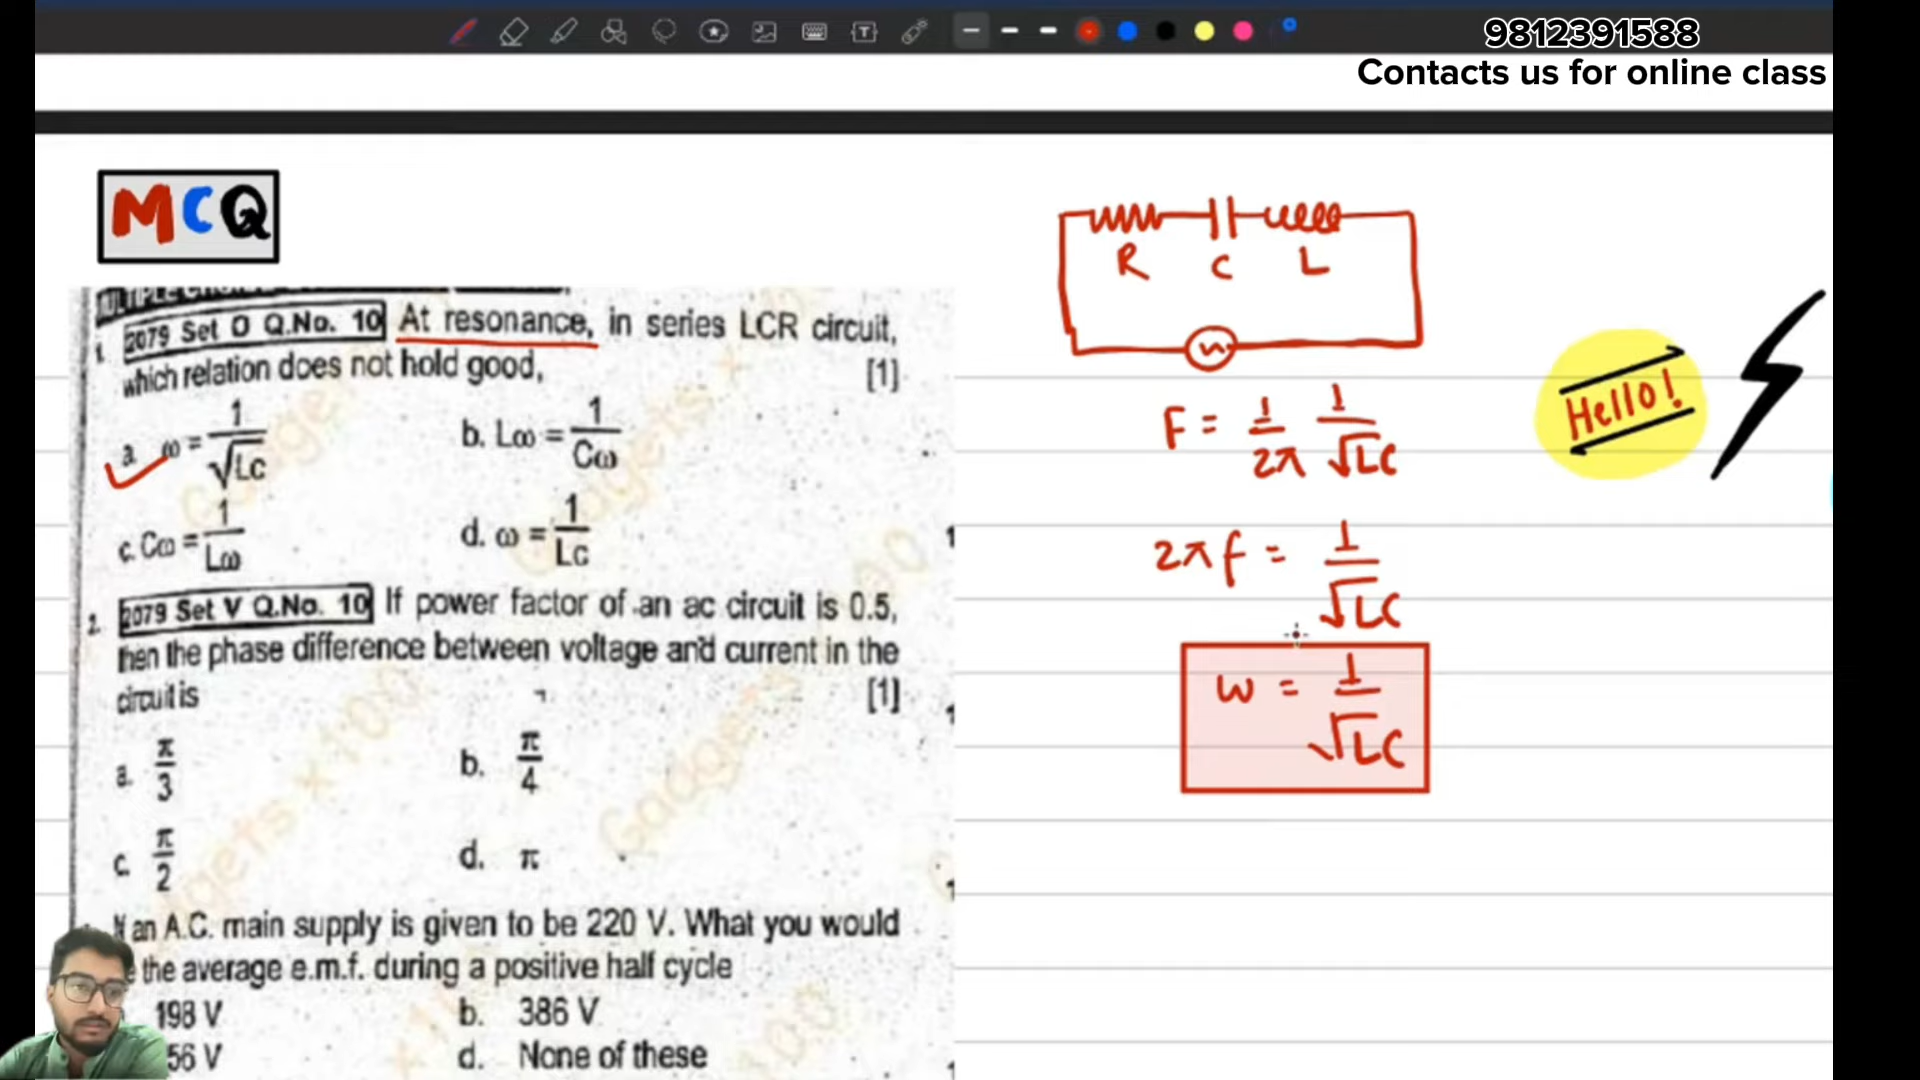 9812391588
Contacts us for online class
MCQ
1. 2079 Set O Q.No. 10 At resonance, in series LCR circuit,
which relation does not hold good, [1]
a. ω = 1/√Lc b. Lω = 1/Cω
c. Cω = 1/Lω d. ω = 1/Lc
2. 2079 Set V Q.No. 10 If power factor of an ac circuit is 0.5,
then the phase difference between voltage and current in the
circuit is [1]
a. π/3 b. π/4
c. π/2 d. π
an A.C. main supply is given to be 220 V. What you would
the average e.m.f. during a positive half cycle
198 V b. 386 V
56 V d. None of these
R C L
F = 1/2π 1/√LC
2πf = 1/√LC
w = 1/√LC
Hello!